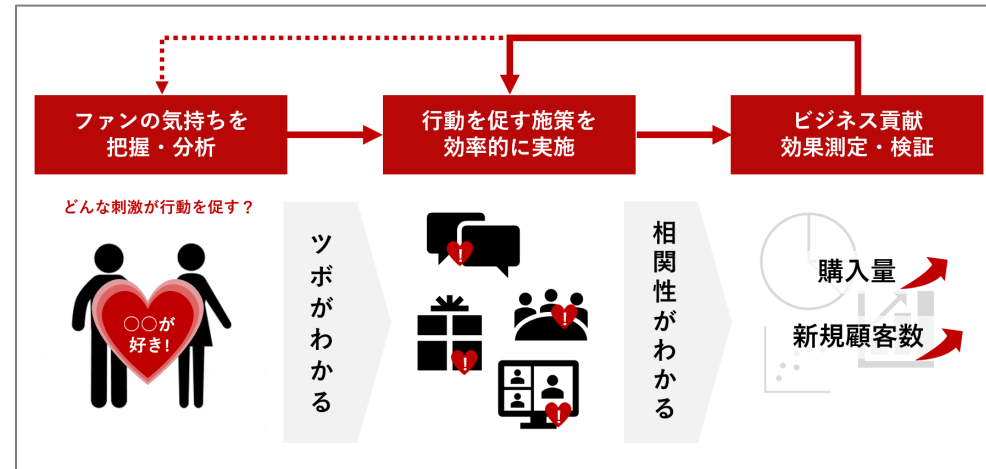 ファンの気持ちを
把握・分析
行動を促す施策を
効率的に実施
ビジネス貢献
効果測定・検証
どんな刺激が行動を促す？
○○が
好き!
ツボがわかる
!
!
!
!
相関性がわかる
購入量
新規顧客数